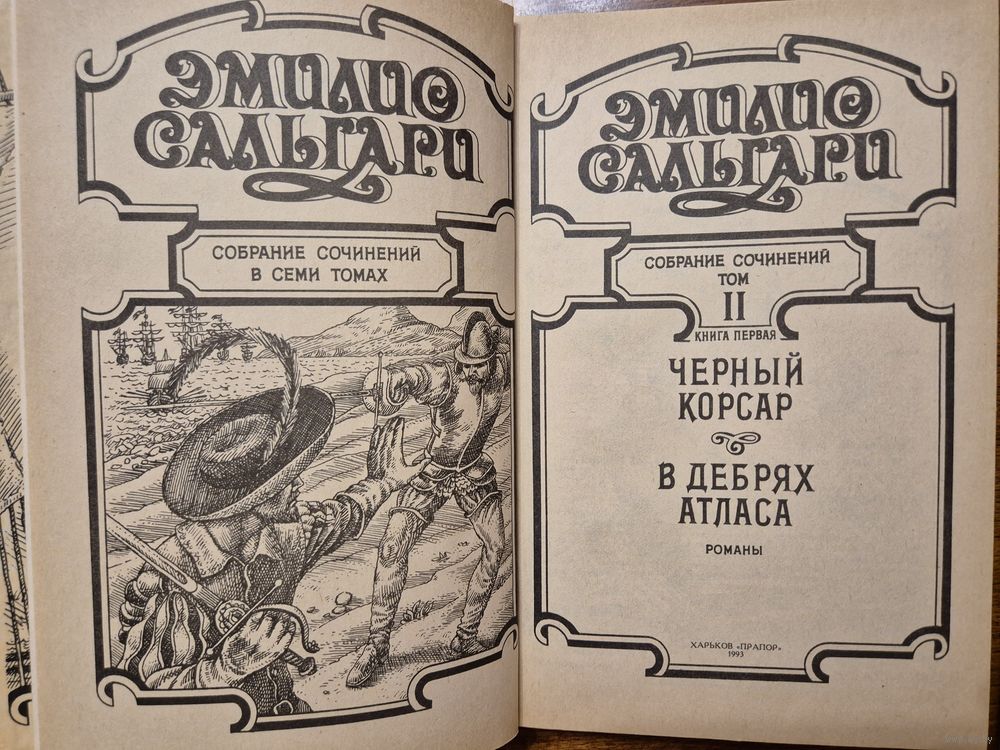 ЭМИЛИО
САЛЬГАРИ
СОБРАНИЕ СОЧИНЕНИЙ
В СЕМИ ТОМАХ
ЭМИЛИО
САЛЬГАРИ
СОБРАНИЕ СОЧИНЕНИЙ
ТОМ
II
КНИГА ПЕРВАЯ
ЧЕРНЫЙ
КОРСАР
В ДЕБРЯХ
АТЛАСА
РОМАНЫ
ХАРЬКОВ «ПРАПОР»
1993